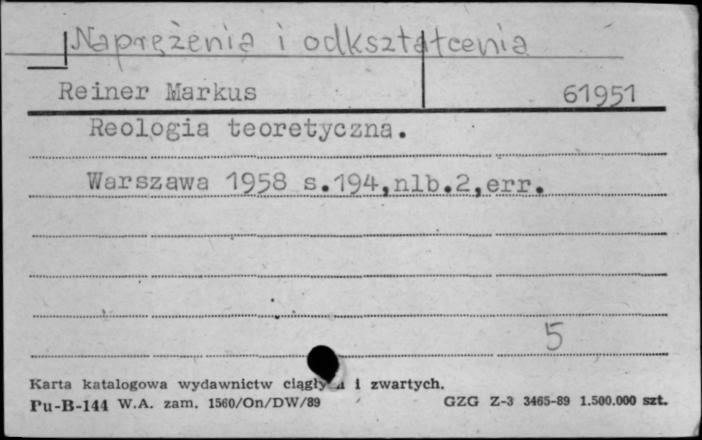 Naprężenia i odkształcenia
Reiner Markus 61951
Reologia teoretyczna.
Warszawa 1958 s.194,nlb.2,err.
5
Karta katalogowa wydawnictw ciągłych i zwartych.
Pu-B-144 W.A. zam. 1560/On/DW/89 GZG Z-3 3465-89 1.500.000 szt.